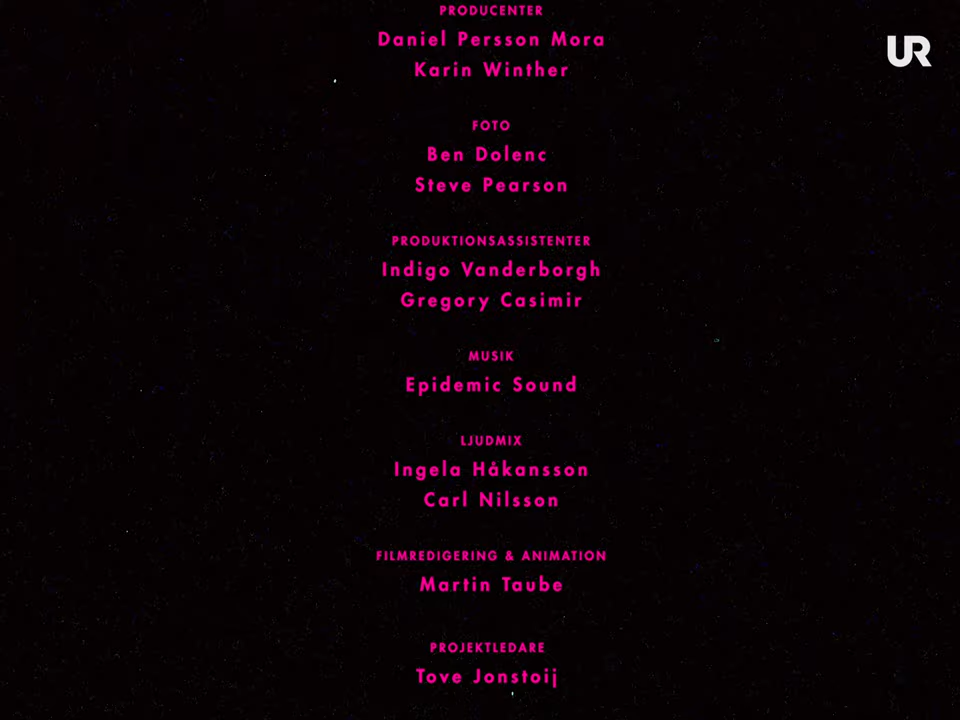 PRODUCENTER
Daniel Persson Mora
Karin Winther
UR
FOTO
Ben Dolenc
Steve Pearson
PRODUKTIONSASSISTENTER
Indigo Vanderborgh
Gregory Casimir
MUSIK
Epidemic Sound
LJUDMIX
Ingela Håkansson
Carl Nilsson
FILMREDIGERING & ANIMATION
Martin Taube
PROJEKTLEDARE
Tove Jonstoij